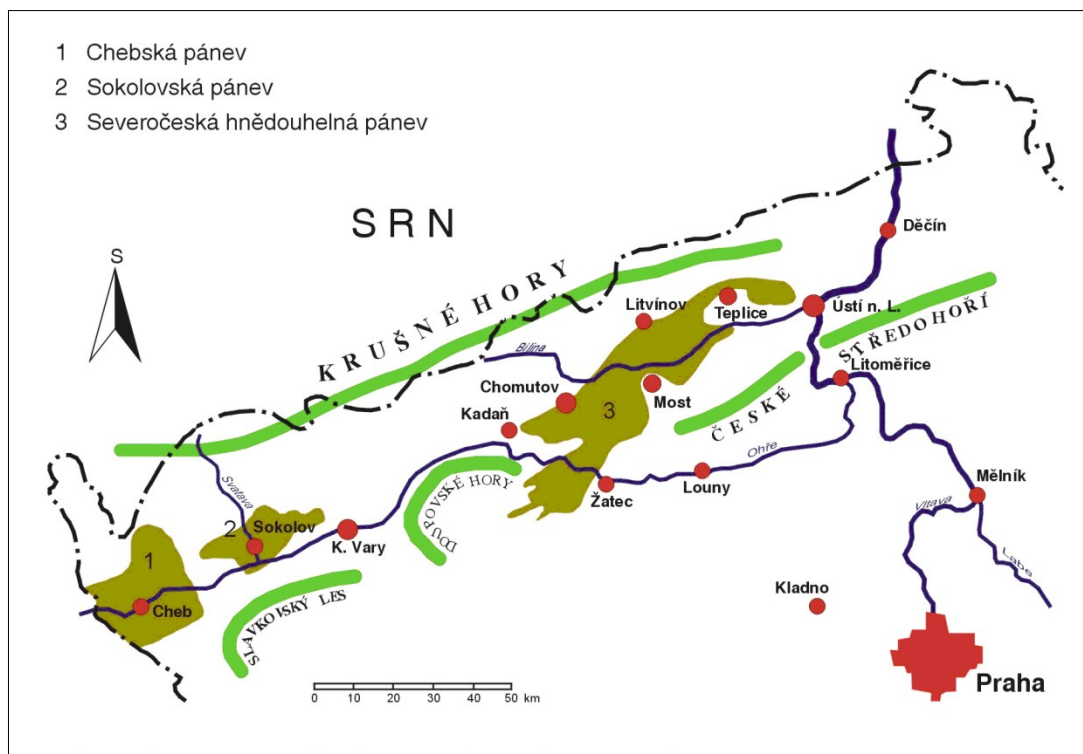 1 Chebská pánev
2 Sokolovská pánev
3 Severočeská hnědouhelná pánev
S
SRN
KRUŠNÉ HORY
Děčín
Litvínov
Teplice
Ústí n. L.
STŘEDOHOŘÍ
Bílina
Litoměřice
Chomutov
Most
3
ČESKÉ
Kadaň
Ohře
Svatava
DOUPOVSKÉ HORY
Žatec
Louny
Mělník
Vltava
2
Sokolov
K. Vary
1
Labe
Cheb
SLAVKOVSKÝ LES
Kladno
Praha
0 10 20 30 40 50
km